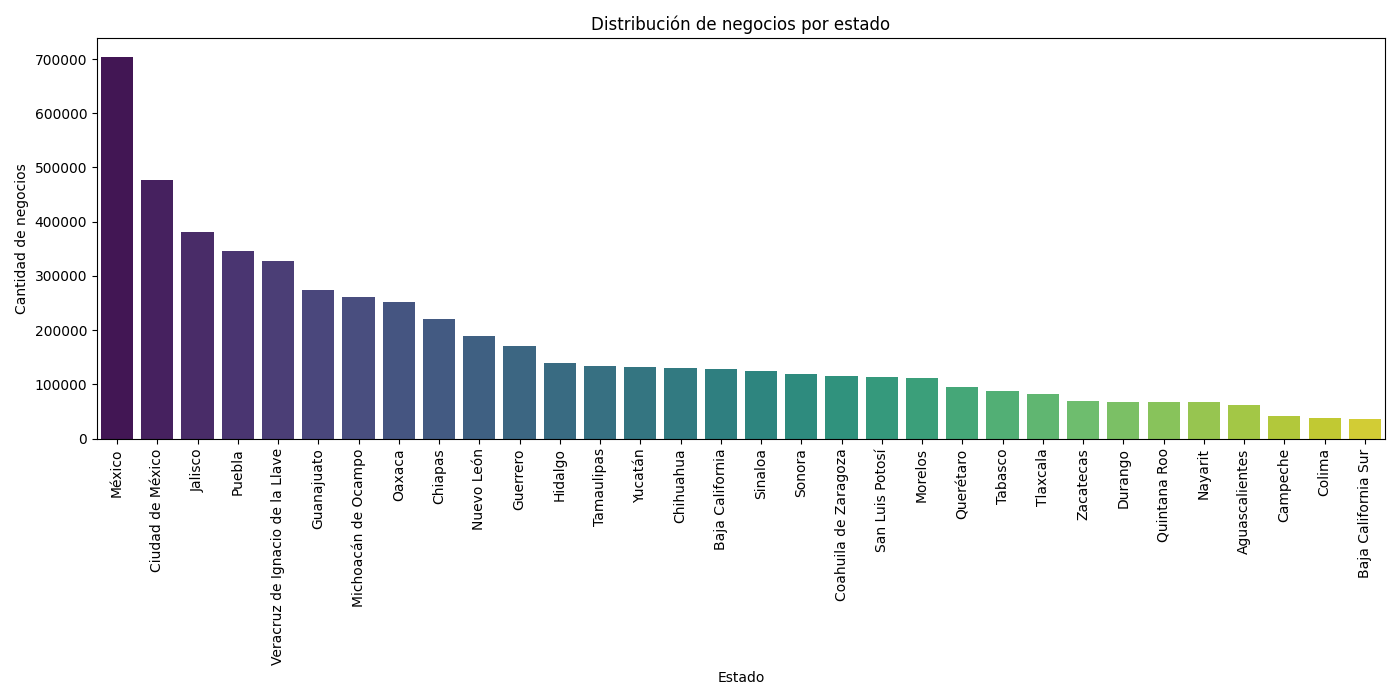 Distribución de negocios por estado
Cantidad de negocios
700000
600000
500000
400000
300000
200000
100000
0
México
Ciudad de México
Jalisco
Puebla
Veracruz de Ignacio de la Llave
Guanajuato
Michoacán de Ocampo
Oaxaca
Chiapas
Nuevo León
Guerrero
Hidalgo
Tamaulipas
Yucatán
Chihuahua
Baja California
Sinaloa
Sonora
Coahuila de Zaragoza
San Luis Potosí
Morelos
Querétaro
Tabasco
Tlaxcala
Zacatecas
Durango
Quintana Roo
Nayarit
Aguascalientes
Campeche
Colima
Baja California Sur
Estado